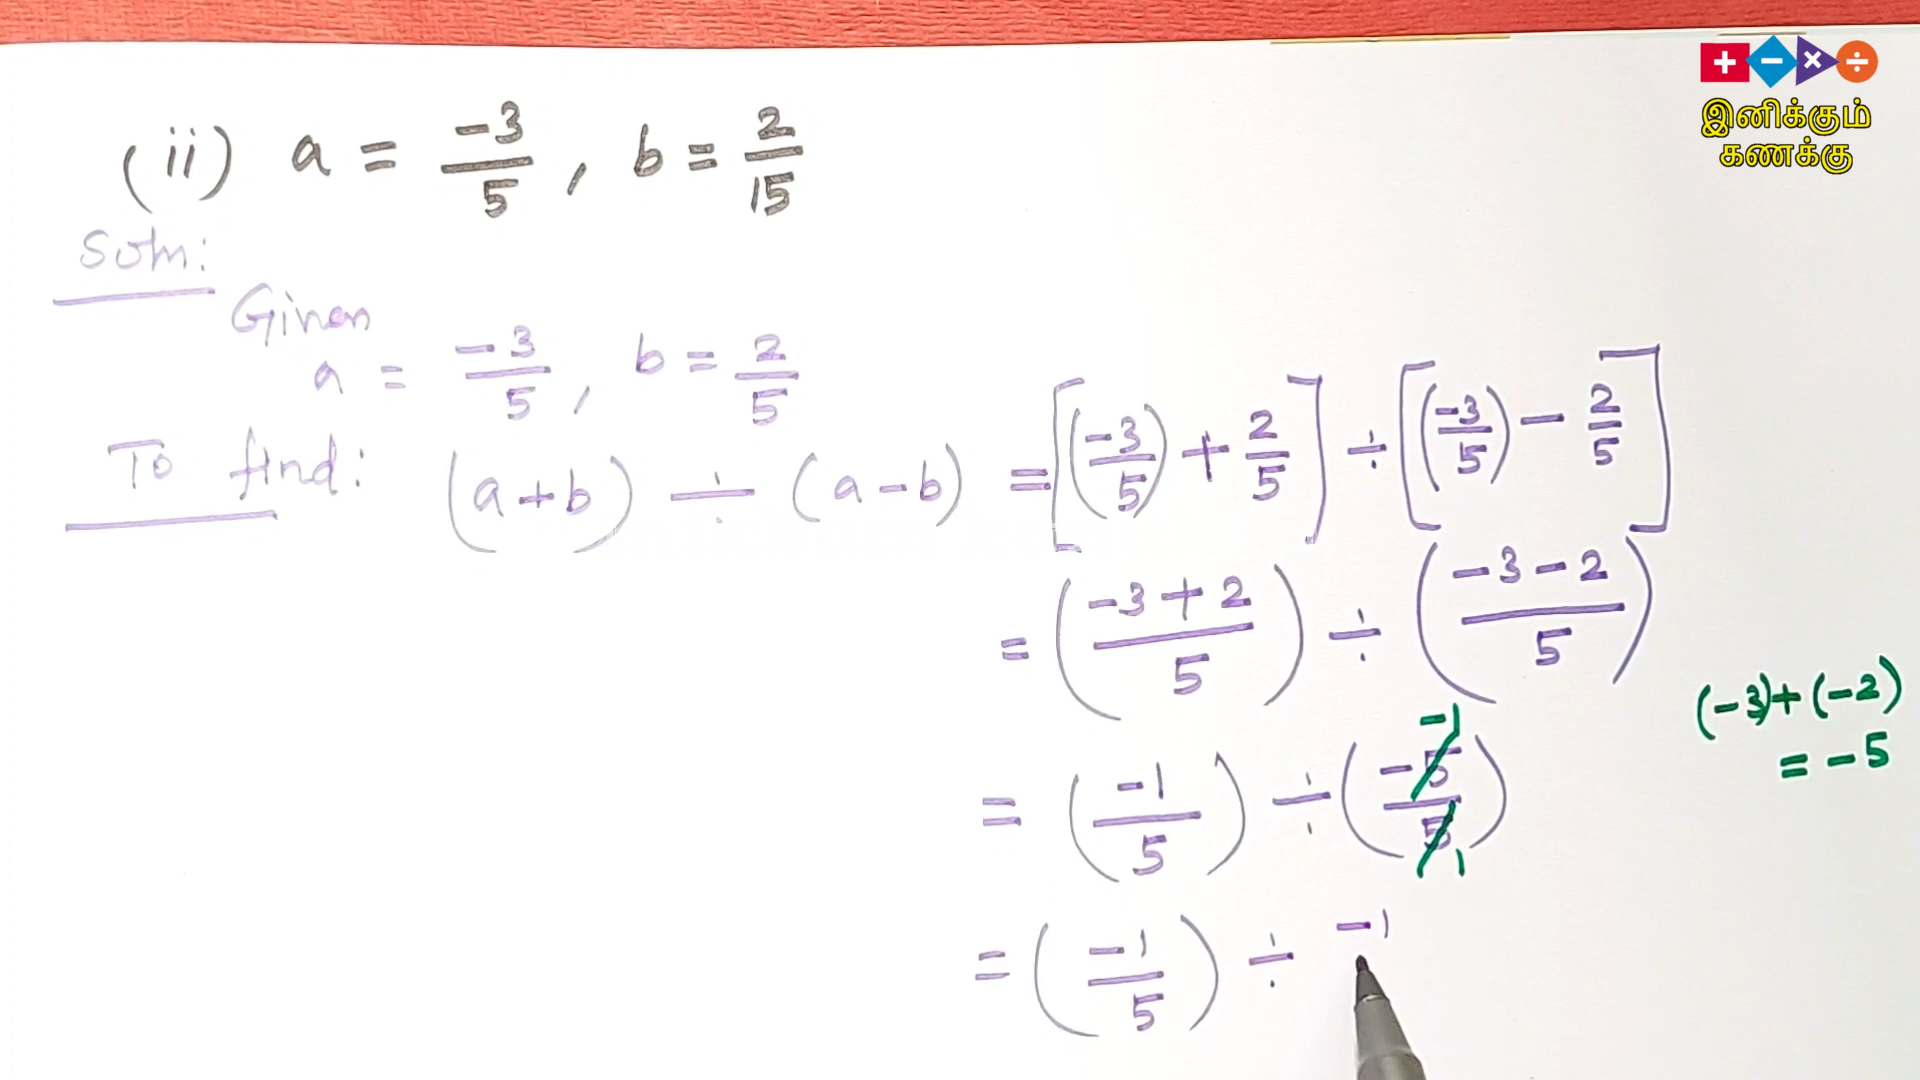 + − × ÷
இனிக்கும்
கணக்கு
(ii) a = -3/5 , b = 2/15
Soln:
Given
a = -3/5 , b = 2/5
To find: (a+b) ÷ (a-b) = [(-3/5) + 2/5] ÷ [(-3/5) - 2/5]
= (-3+2/5) ÷ (-3-2/5)
(-3)+(-2)
= -5
= (-1/5) ÷ (-5/5) -1 1
= (-1/5) ÷ -1